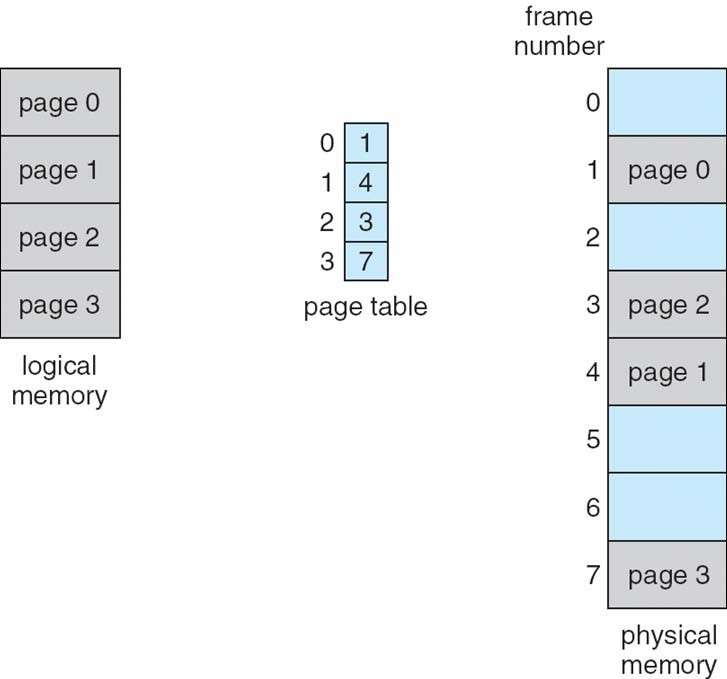 page 0
page 1
page 2
page 3
logical
memory
0 1
1 4
2 3
3 7
page table
frame
number
0
1 page 0
2
3 page 2
4 page 1
5
6
7 page 3
physical
memory